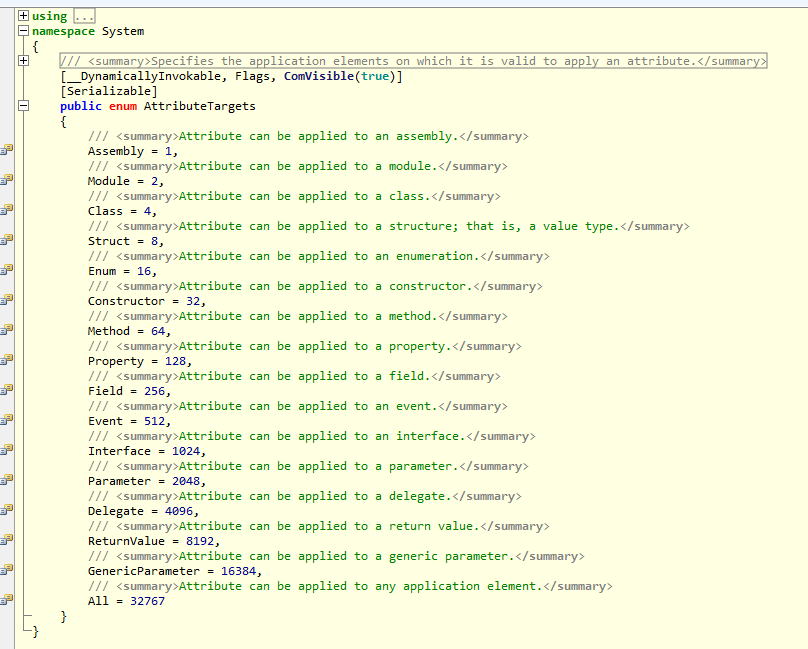 using ...
namespace System
{
/// <summary>Specifies the application elements on which it is valid to apply an attribute.</summary>
[__DynamicallyInvokable, Flags, ComVisible(true)]
[Serializable]
public enum AttributeTargets
{
/// <summary>Attribute can be applied to an assembly.</summary>
Assembly = 1,
/// <summary>Attribute can be applied to a module.</summary>
Module = 2,
/// <summary>Attribute can be applied to a class.</summary>
Class = 4,
/// <summary>Attribute can be applied to a structure; that is, a value type.</summary>
Struct = 8,
/// <summary>Attribute can be applied to an enumeration.</summary>
Enum = 16,
/// <summary>Attribute can be applied to a constructor.</summary>
Constructor = 32,
/// <summary>Attribute can be applied to a method.</summary>
Method = 64,
/// <summary>Attribute can be applied to a property.</summary>
Property = 128,
/// <summary>Attribute can be applied to a field.</summary>
Field = 256,
/// <summary>Attribute can be applied to an event.</summary>
Event = 512,
/// <summary>Attribute can be applied to an interface.</summary>
Interface = 1024,
/// <summary>Attribute can be applied to a parameter.</summary>
Parameter = 2048,
/// <summary>Attribute can be applied to a delegate.</summary>
Delegate = 4096,
/// <summary>Attribute can be applied to a return value.</summary>
ReturnValue = 8192,
/// <summary>Attribute can be applied to a generic parameter.</summary>
GenericParameter = 16384,
/// <summary>Attribute can be applied to any application element.</summary>
All = 32767
}
}